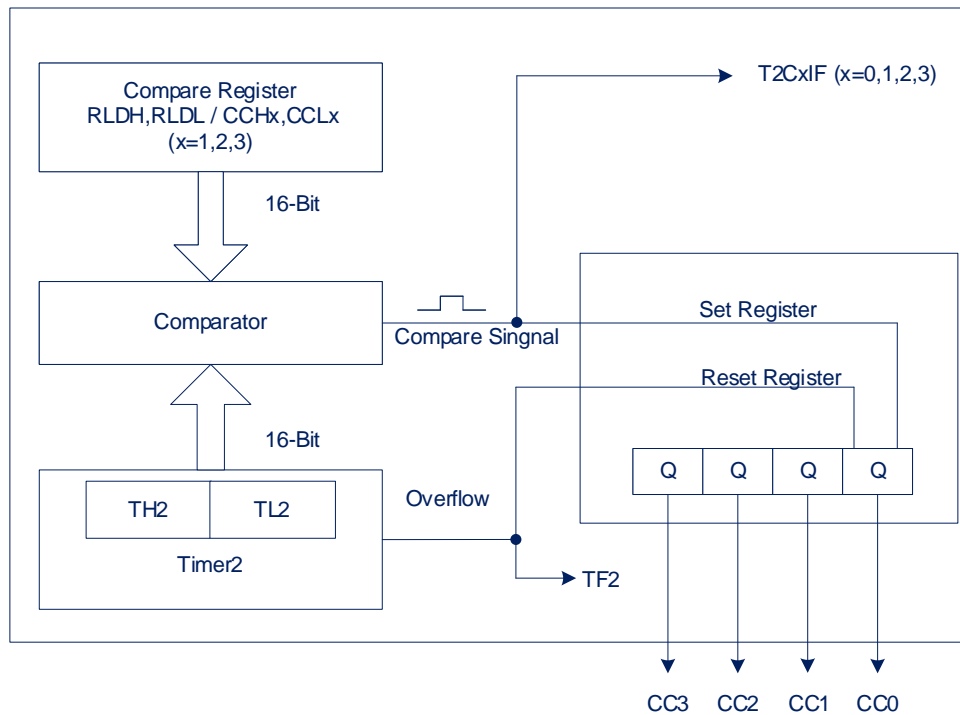 Compare Register
RLDH,RLDL / CCHx,CCLx
(x=1,2,3)
T2CxIF (x=0,1,2,3)
16-Bit
Comparator
Compare Singnal
Set Register
Reset Register
16-Bit
TH2 TL2
Timer2
Overflow
TF2
Q Q Q Q
CC3 CC2 CC1 CC0